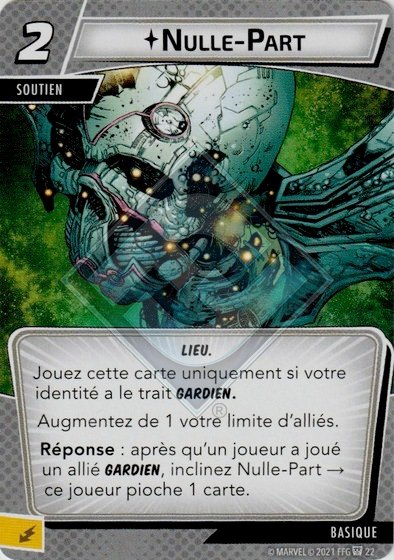 2
✦Nulle-Part
SOUTIEN
LIEU.
Jouez cette carte uniquement si votre
identité a le trait GARDIEN.
Augmentez de 1 votre limite d'alliés.
®
Réponse : après qu'un joueur a joué
un allié GARDIEN, inclinez Nulle-Part →
ce joueur pioche 1 carte.
BASIQUE
© MARVEL © 2021 FFG 22